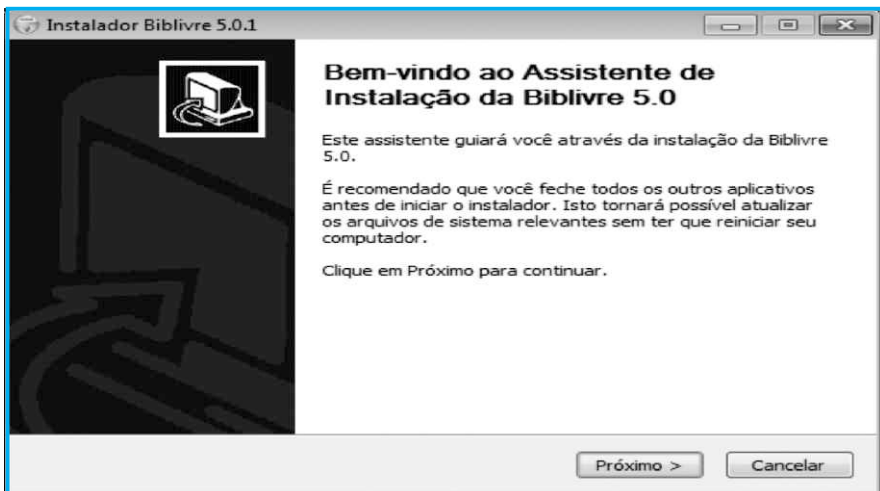 Instalador Biblivre 5.0.1
Bem-vindo ao Assistente de
Instalação da Biblivre 5.0
Este assistente guiará você através da instalação da Biblivre
5.0.
É recomendado que você feche todos os outros aplicativos
antes de iniciar o instalador. Isto tornará possível atualizar
os arquivos de sistema relevantes sem ter que reiniciar seu
computador.
Clique em Próximo para continuar.
Próximo >
Cancelar